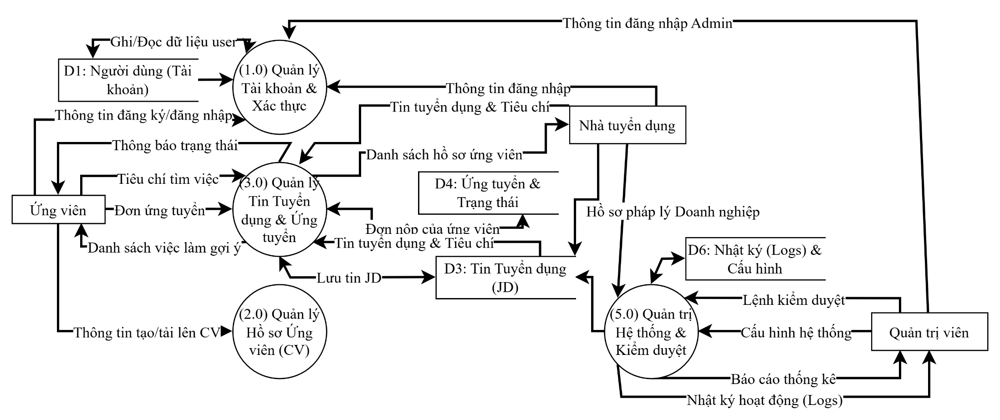 Thông tin đăng nhập Admin
Ghi/Đọc dữ liệu user
D1: Người dùng (Tài
khoản)
(1.0) Quản lý
Tài khoản &
Xác thực
Thông tin đăng nhập
Tin tuyển dụng & Tiêu chí
Thông tin đăng ký/đăng nhập
Nhà tuyển dụng
Thông báo trạng thái
Danh sách hồ sơ ứng viên
Tiêu chí tìm việc
(3.0) Quản lý
Tin Tuyển
dụng & Ứng
tuyển
D4: Ứng tuyển &
Trạng thái
Ứng viên
Đơn ứng tuyển
Hồ sơ pháp lý Doanh nghiệp
Đơn nộp của ứng viên
Tin tuyển dụng & Tiêu chí
Danh sách việc làm gợi ý
D6: Nhật ký (Logs) &
Cấu hình
Lưu tin JD
D3: Tin Tuyển dụng
(JD)
Lệnh kiểm duyệt
(2.0) Quản lý
Hồ sơ Ứng
viên (CV)
(5.0) Quản trị
Hệ thống &
Kiểm duyệt
Thông tin tạo/tải lên CV
Cấu hình hệ thống
Quản trị viên
Báo cáo thống kê
Nhật ký hoạt động (Logs)